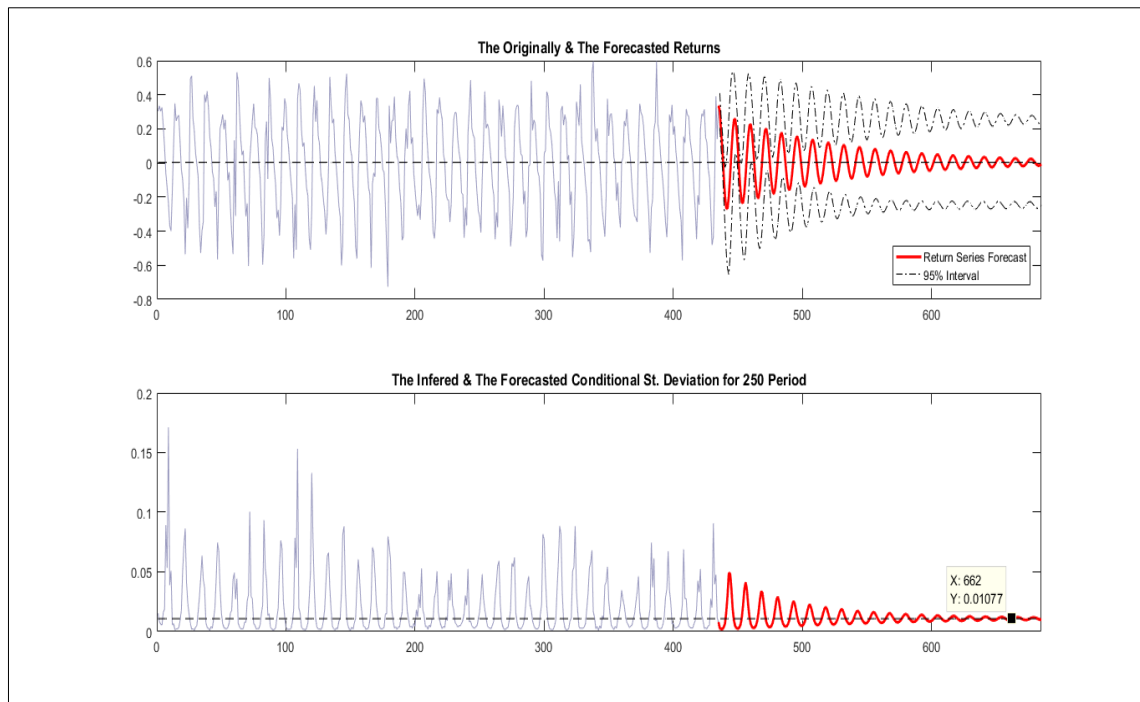 The Originally & The Forecasted Returns
0.6
0.4
0.2
0
-0.2
-0.4
-0.6
-0.8
Return Series Forecast
95% Interval
0 100 200 300 400 500 600
The Infered & The Forecasted Conditional St. Deviation for 250 Period
0.2
0.15
0.1
0.05
0
X: 662
Y: 0.01077
0 100 200 300 400 500 600